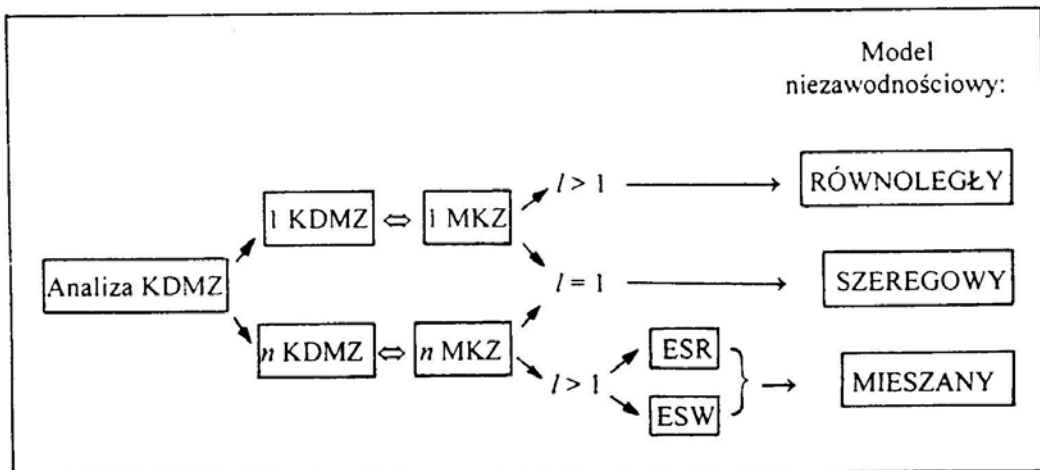 Model
niezawodnościowy:
l > 1
RÓWNOLEGŁY
1 KDMZ ⇔ 1 MKZ
Analiza KDMZ
l = 1
SZEREGOWY
n KDMZ ⇔ n MKZ
ESR
l > 1
MIESZANY
ESW